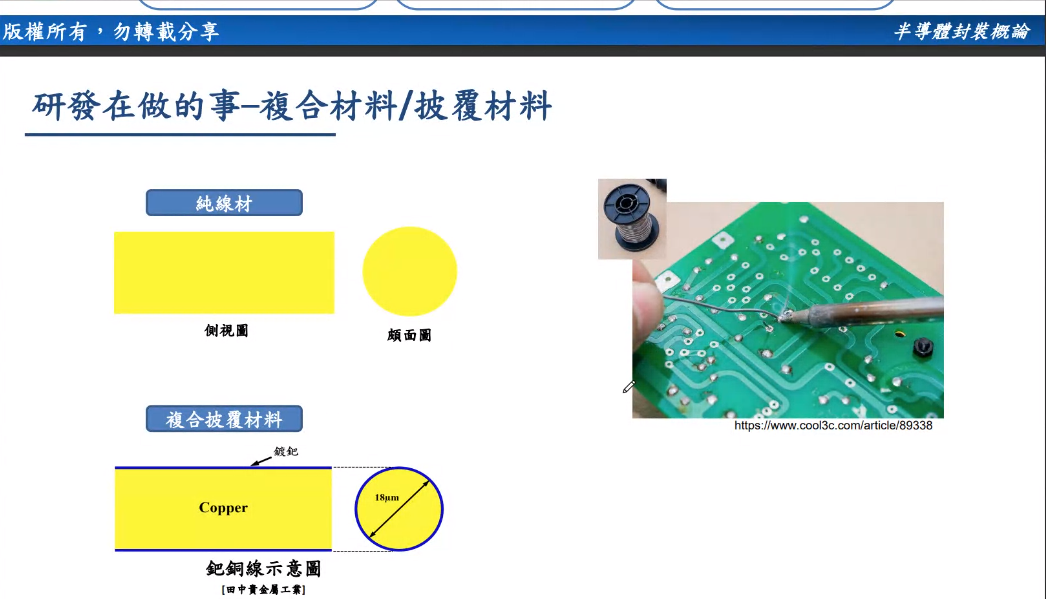 版權所有，勿轉載分享
半導體封裝概論
研發在做的事–複合材料/披覆材料
純線材
側視圖
頗面圖
https://www.cool3c.com/article/89338
複合披覆材料
鍍鈀
Copper
18μm
鈀銅線示意圖
[田中貴金屬工業]